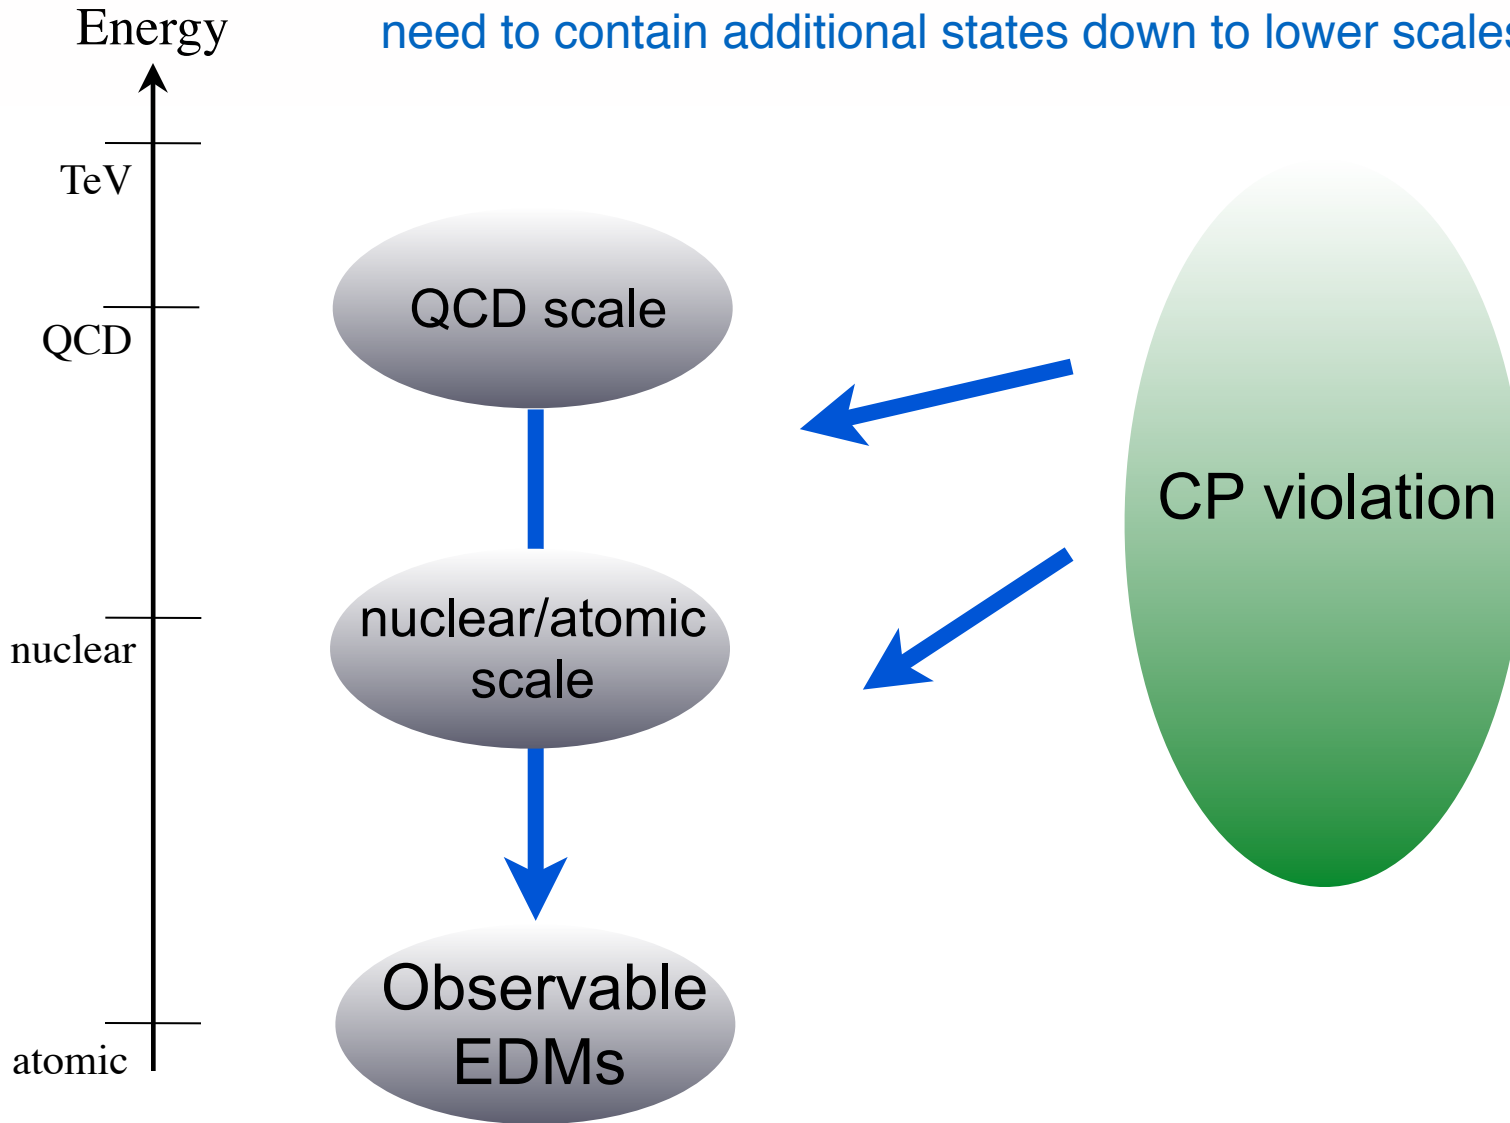 Energy
need to contain additional states down to lower scales
TeV
QCD scale
QCD
CP violation
nuclear/atomic
scale
nuclear
Observable
EDMs
atomic